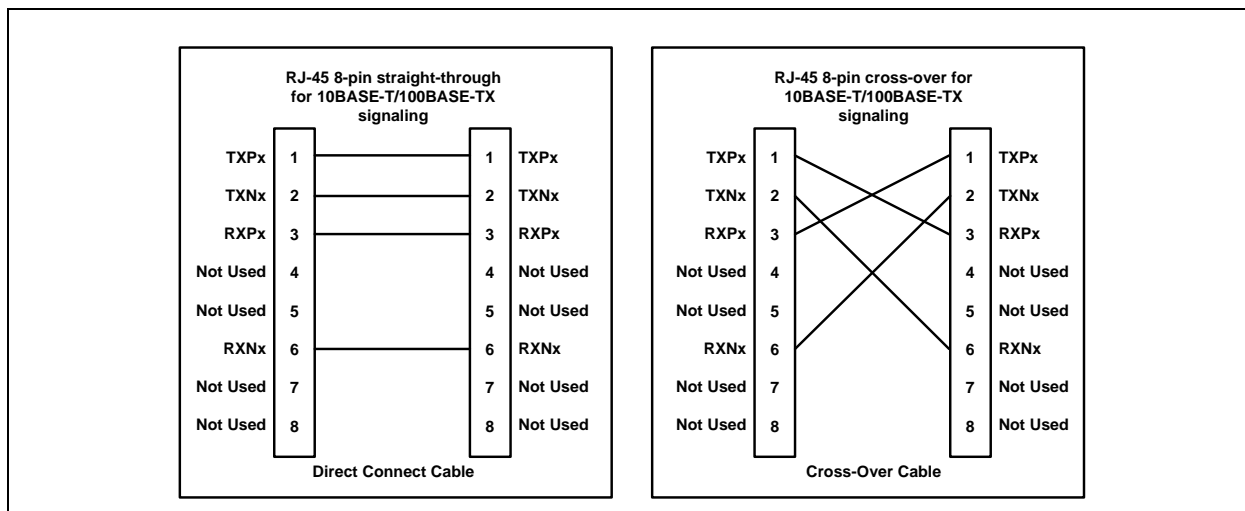 RJ-45 8-pin straight-through
for 10BASE-T/100BASE-TX
signaling
TXPx 1 1 TXPx
TXNx 2 2 TXNx
RXPx 3 3 RXPx
Not Used 4 4 Not Used
Not Used 5 5 Not Used
RXNx 6 6 RXNx
Not Used 7 7 Not Used
Not Used 8 8 Not Used
Direct Connect Cable
RJ-45 8-pin cross-over for
10BASE-T/100BASE-TX
signaling
TXPx 1 1 TXPx
TXNx 2 2 TXNx
RXPx 3 3 RXPx
Not Used 4 4 Not Used
Not Used 5 5 Not Used
RXNx 6 6 RXNx
Not Used 7 7 Not Used
Not Used 8 8 Not Used
Cross-Over Cable